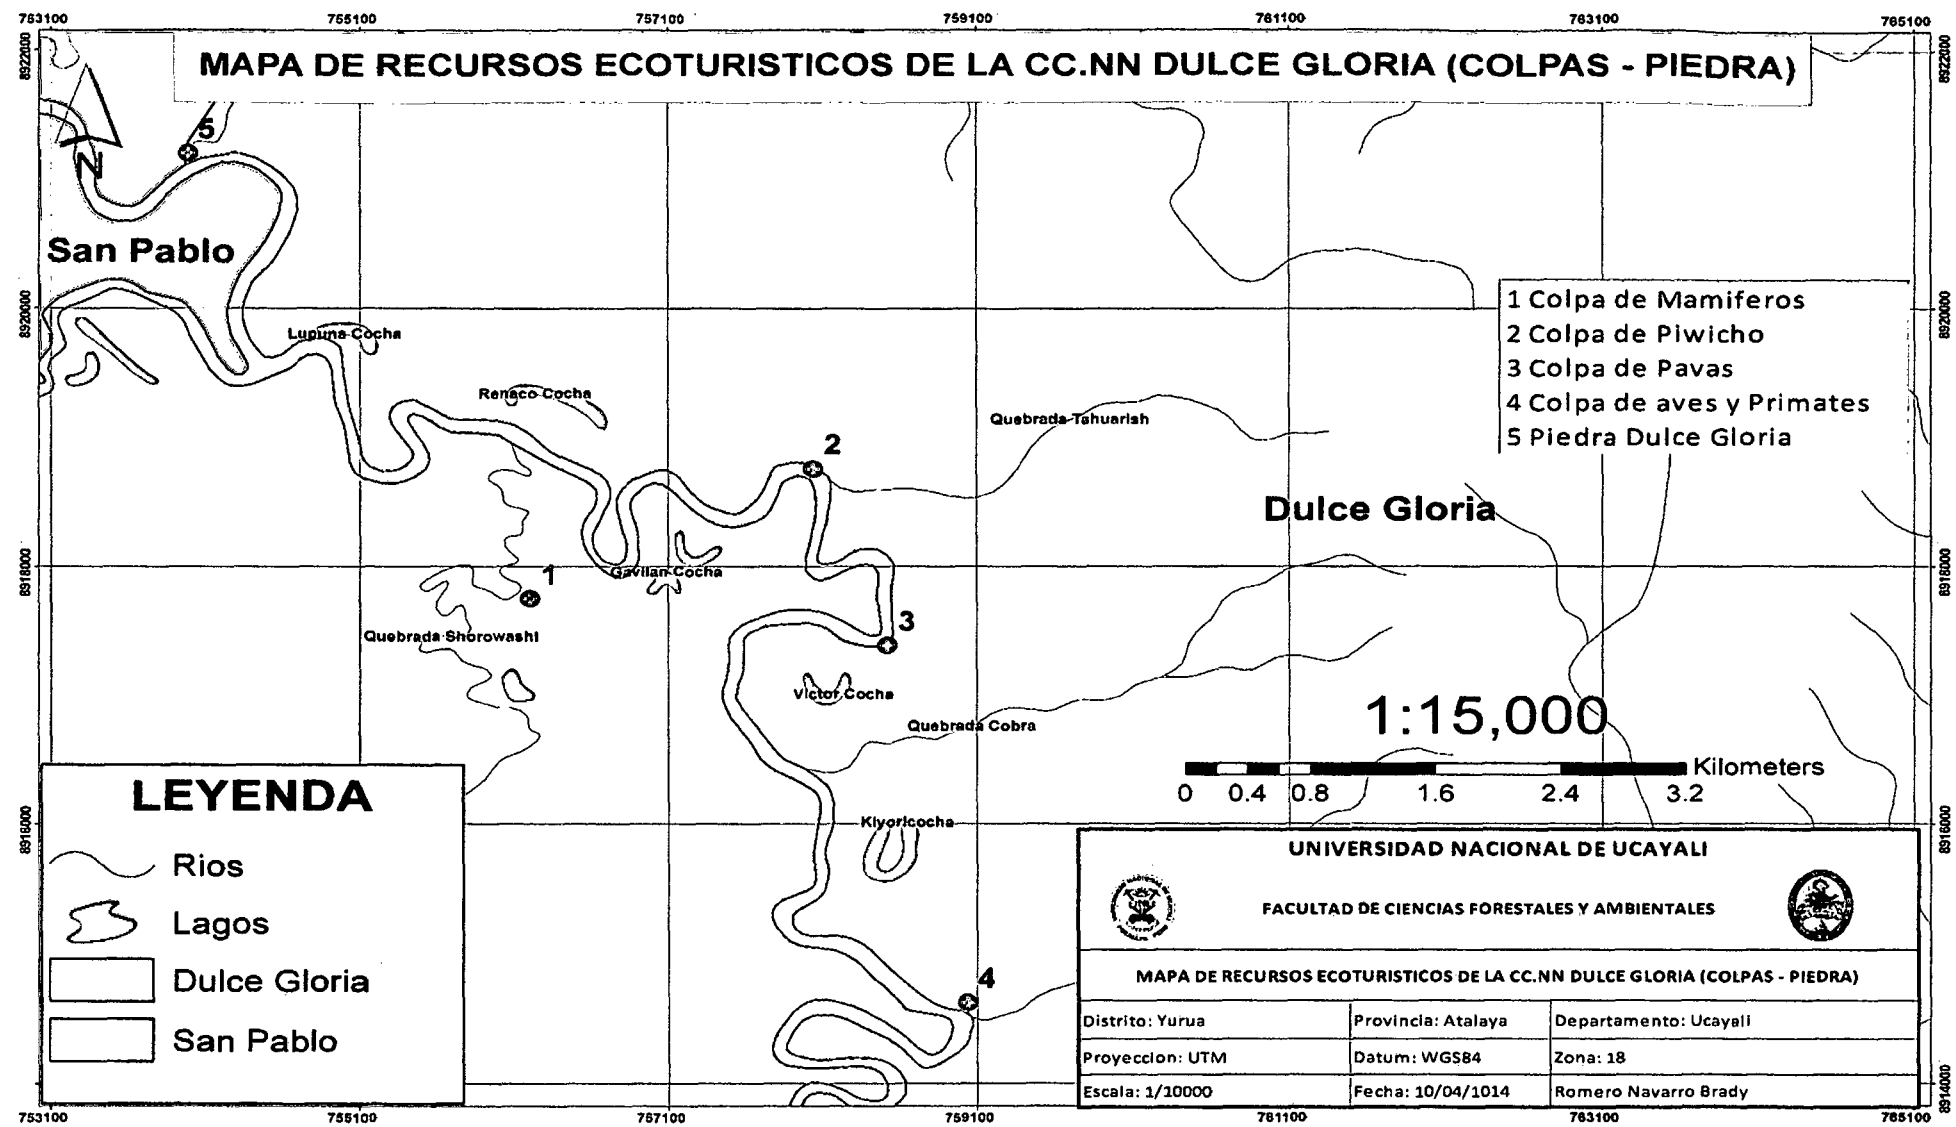 753100 755100 757100 759100 761100 763100 765100
8922000 8922000
MAPA DE RECURSOS ECOTURISTICOS DE LA CC.NN DULCE GLORIA (COLPAS - PIEDRA)
5
N
San Pablo
1 Colpa de Mamiferos
2 Colpa de Piwicho
3 Colpa de Pavas
4 Colpa de aves y Primates
5 Piedra Dulce Gloria
8920000 8920000
Lupuna Cocha
Renaco Cocha
Quebrada Tahuarish
2
Dulce Gloria
8918000 8918000
Gavilan Cocha
1
3
Quebrada Shorowashi
Victor Cocha
Quebrada Cobra
1:15,000
Kilometers
0 0.4 0.8 1.6 2.4 3.2
8916000 8916000
Kiyoricocha
4
LEYENDA
Rios
Lagos
Dulce Gloria
San Pablo
UNIVERSIDAD NACIONAL DE UCAYALI
FACULTAD DE CIENCIAS FORESTALES Y AMBIENTALES
MAPA DE RECURSOS ECOTURISTICOS DE LA CC.NN DULCE GLORIA (COLPAS - PIEDRA)
Distrito: Yurua Provincia: Atalaya Departamento: Ucayali
Proyeccion: UTM Datum: WGS84 Zona: 18
Escala: 1/10000 Fecha: 10/04/1014 Romero Navarro Brady
8914000
753100 755100 757100 759100 761100 763100 765100